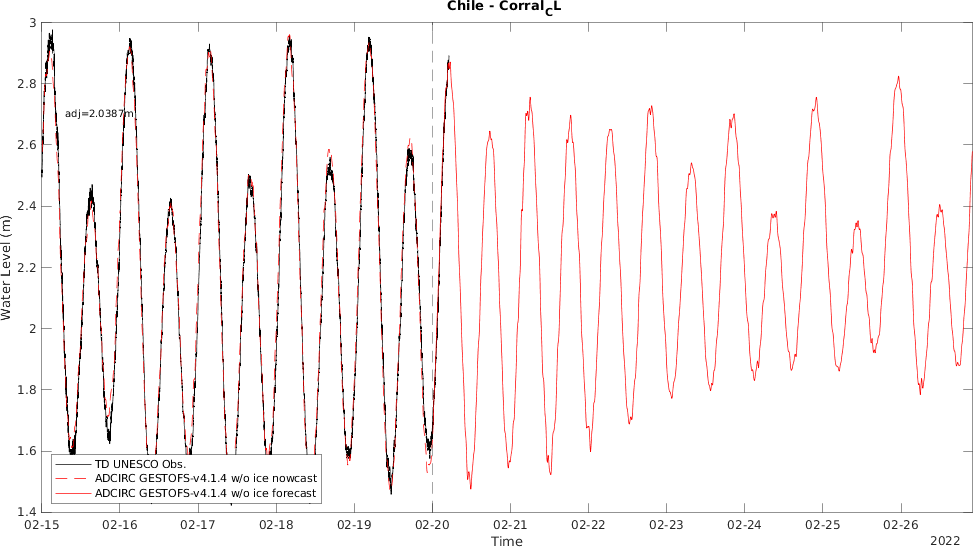 Chile - Corral_CL
3
2.8
2.6
2.4
2.2
2
1.8
1.6
1.4
Water Level (m)
adj=2.0387m
TD UNESCO Obs.
ADCIRC GESTOFS-v4.1.4 w/o ice nowcast
ADCIRC GESTOFS-v4.1.4 w/o ice forecast
02-15 02-16 02-17 02-18 02-19 02-20 02-21 02-22 02-23 02-24 02-25 02-26
Time
2022